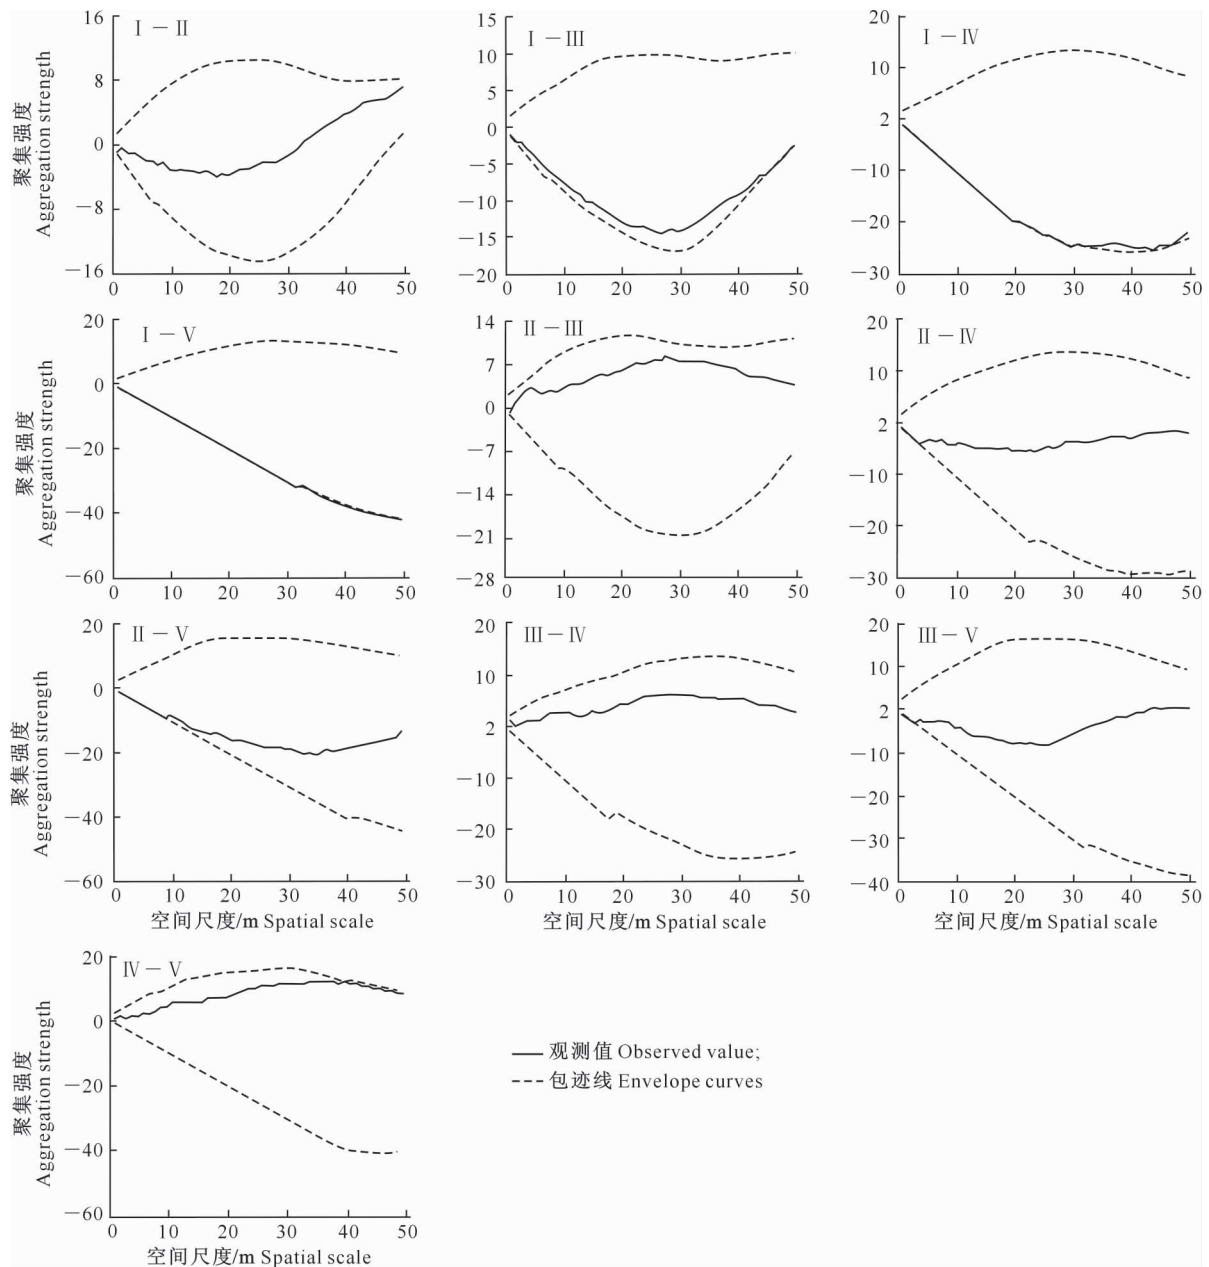 聚集强度
Aggregation strength
I－II
16
8
0
－8
－16
0 10 20 30 40 50
I－III
15
10
5
0
－5
－10
－15
－20
0 10 20 30 40 50
I－IV
20
10
2
－10
－20
－30
0 10 20 30 40 50
聚集强度
Aggregation strength
I－V
20
0
－20
－40
－60
0 10 20 30 40 50
II－III
14
7
0
－7
－14
－21
－28
0 10 20 30 40 50
II－IV
20
10
2
－10
－20
－30
0 10 20 30 40 50
聚集强度
Aggregation strength
II－V
20
0
－20
－40
－60
0 10 20 30 40 50
空间尺度/m Spatial scale
III－IV
20
10
2
－10
－20
－30
0 10 20 30 40 50
空间尺度/m Spatial scale
III－V
20
10
2
－10
－20
－30
－40
0 10 20 30 40 50
空间尺度/m Spatial scale
聚集强度
Aggregation strength
IV－V
20
0
－20
－40
－60
0 10 20 30 40 50
空间尺度/m Spatial scale
观测值 Observed value;
包迹线 Envelope curves